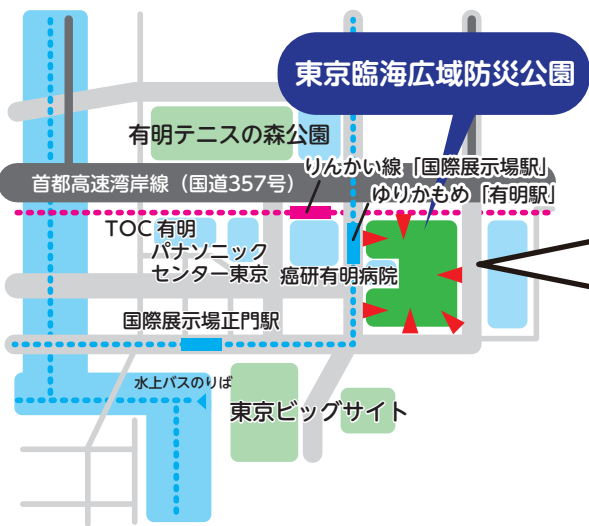 東京臨海広域防災公園
有明テニスの森公園
りんかい線「国際展示場駅」
首都高速湾岸線（国道357号）
ゆりかもめ「有明駅」
TOC 有明
パナソニック
センター東京
癌研有明病院
国際展示場正門駅
水上バスのりば
東京ビッグサイト